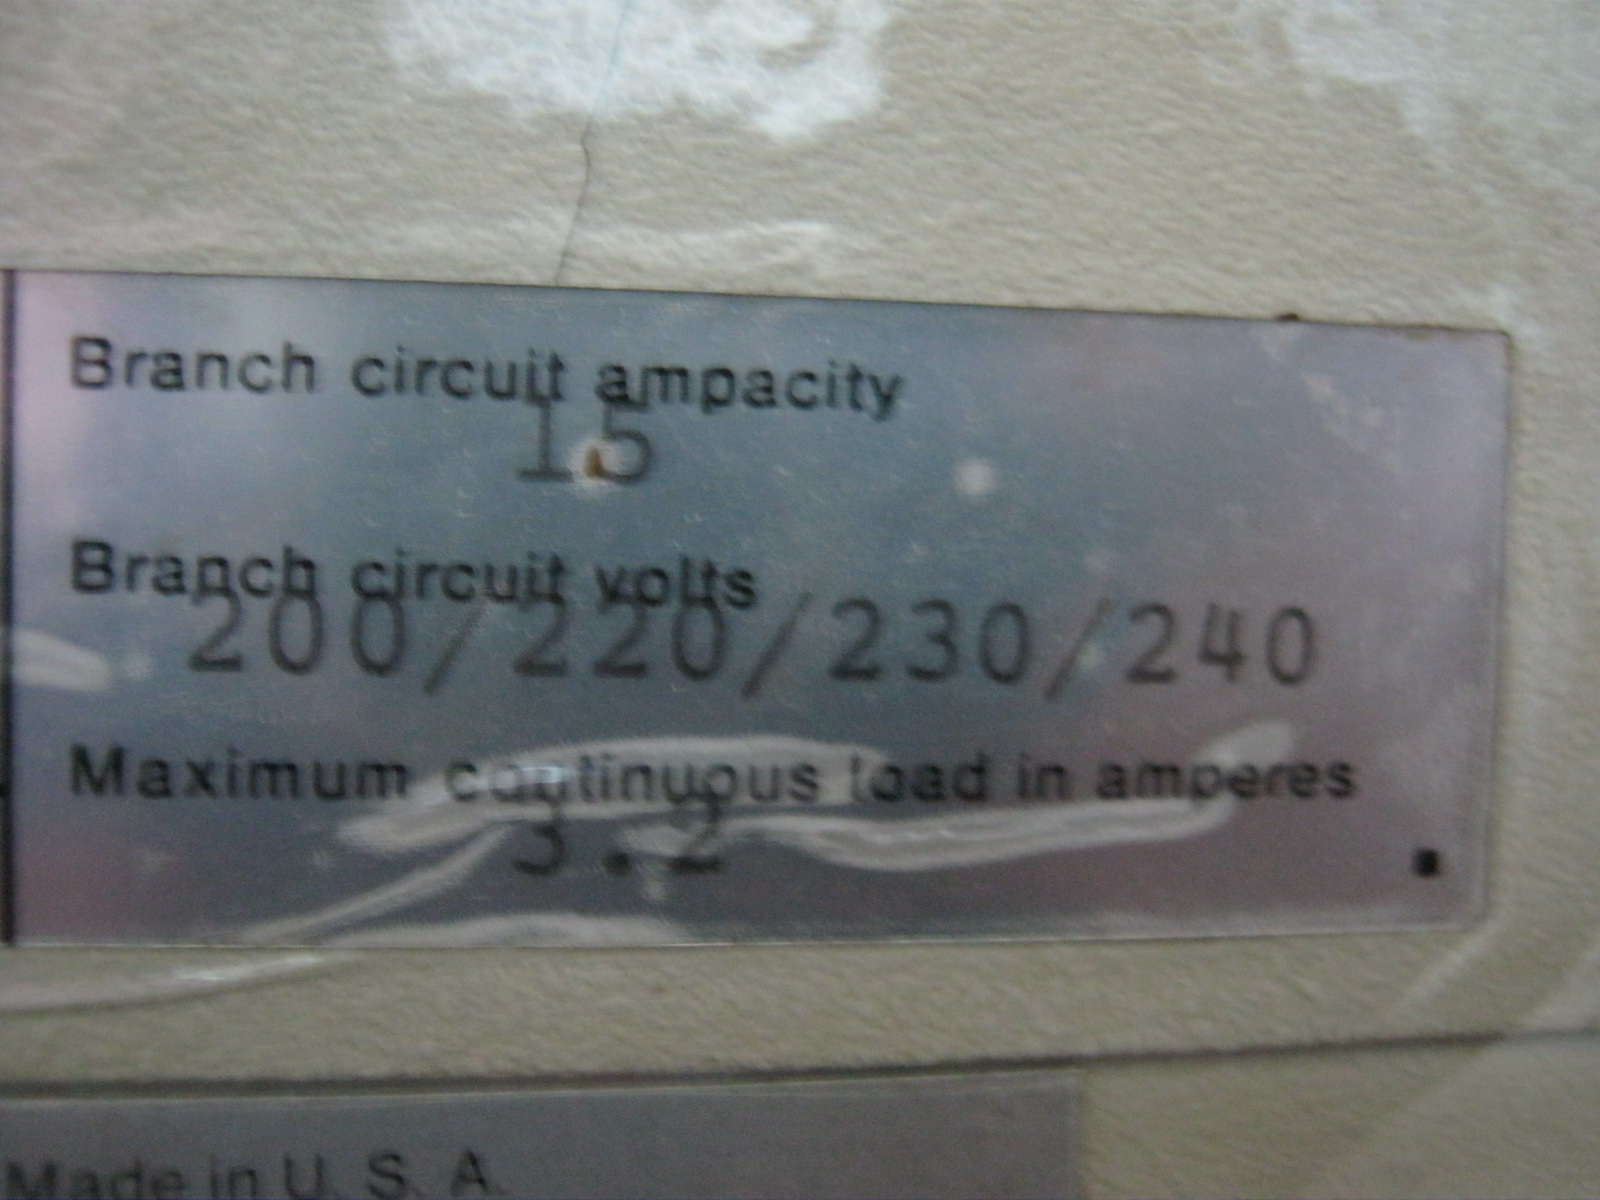 Branch circuit ampacity
15
Branch circuit volts
200/220/230/240
Maximum continuous load in amperes
3.2
Made in U. S. A.